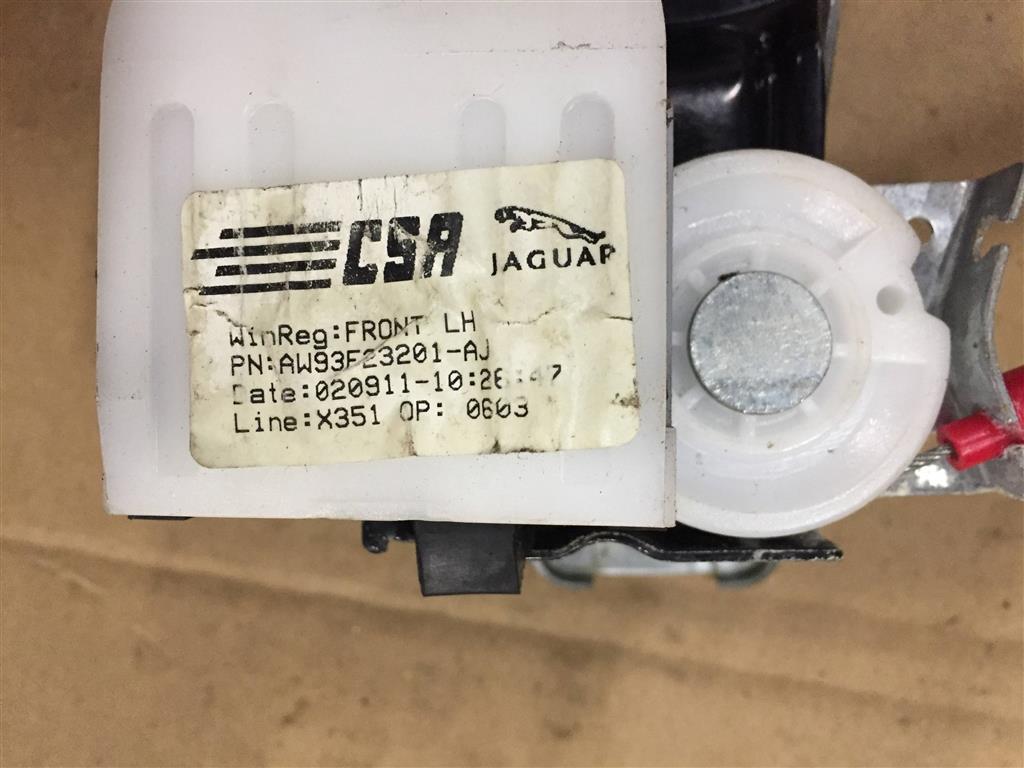 CSA JAGUAR
WinReg:FRONT LH
PN:AW93F23201-AJ
Date:020911-10:26:47
Line:X351 OP: 0603